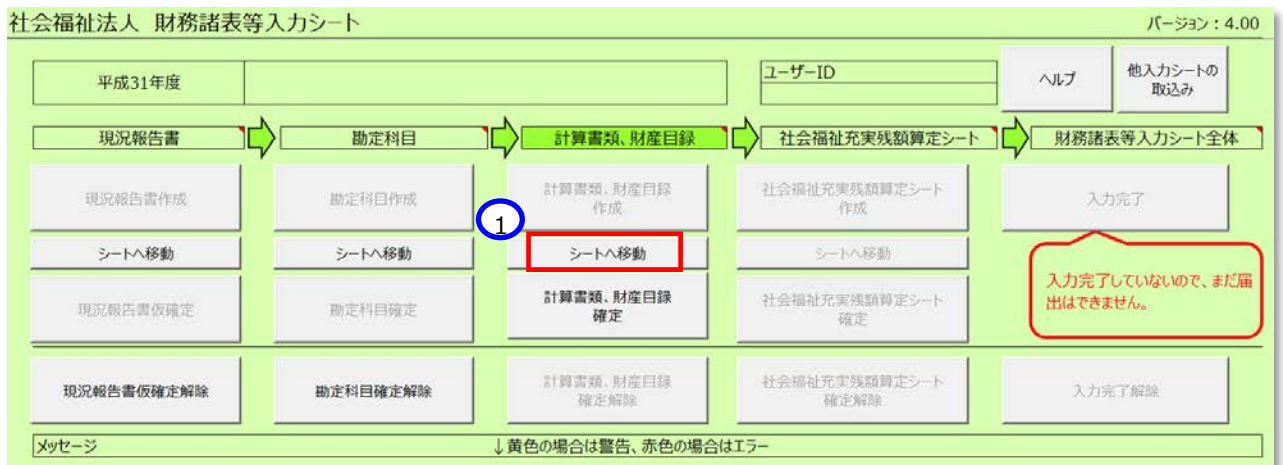 社会福祉法人 財務諸表等入力シート
バージョン：4.00
平成31年度
ユーザーID
ヘルプ
他入力シートの
取込み
現況報告書
勘定科目
計算書類、財産目録
社会福祉充実残額算定シート
財務諸表等入力シート全体
現況報告書作成
勘定科目作成
計算書類、財産目録
作成
社会福祉充実残額算定シート
作成
入力完了
1
シートへ移動
シートへ移動
シートへ移動
シートへ移動
入力完了していないので、まだ届
出はできません。
現況報告書仮確定
勘定科目確定
計算書類、財産目録
確定
社会福祉充実残額算定シート
確定
現況報告書仮確定解除
勘定科目確定解除
計算書類、財産目録
確定解除
社会福祉充実残額算定シート
確定解除
入力完了解除
メッセージ
↓黄色の場合は警告、赤色の場合はエラー